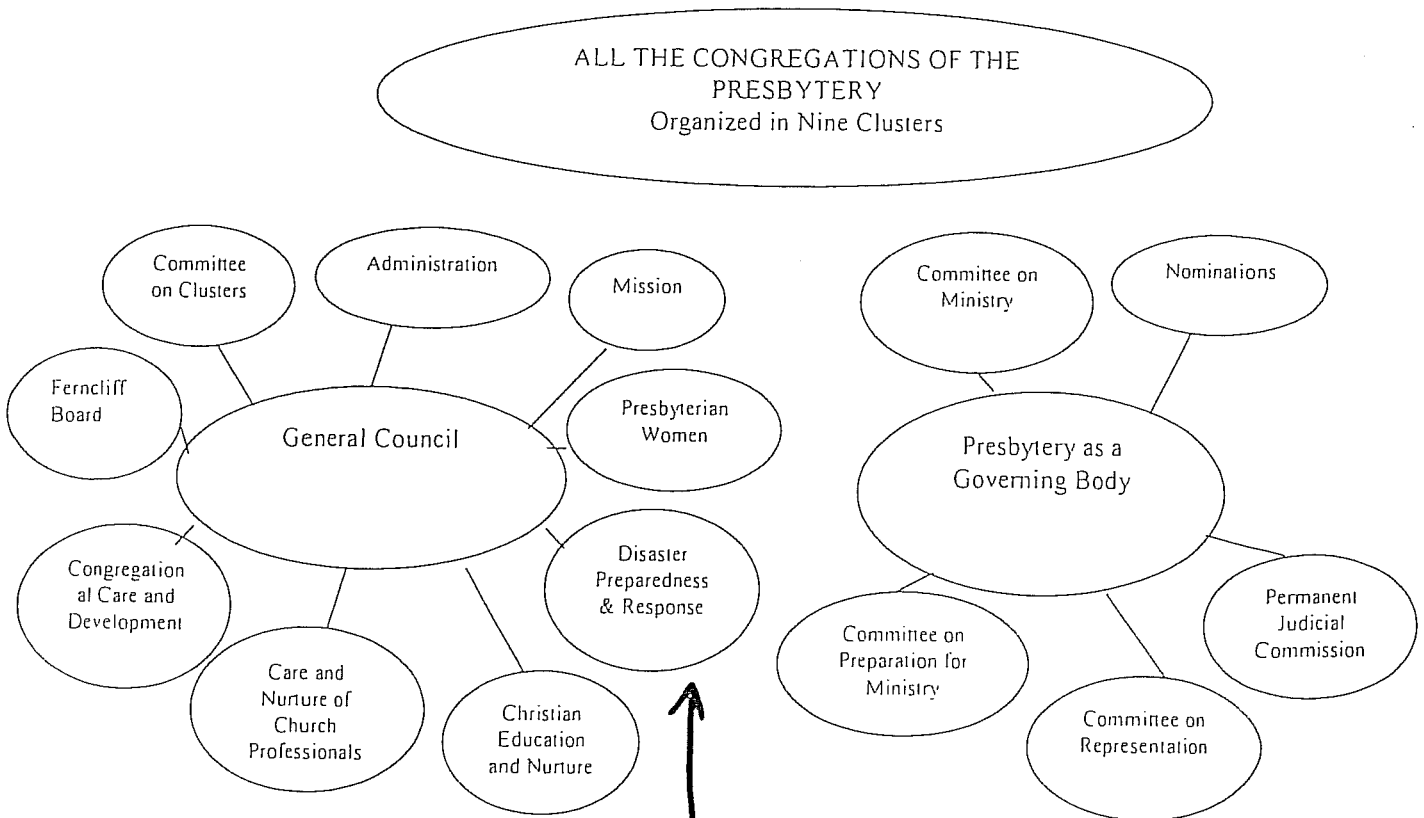 ALL THE CONGREGATIONS OF THE
PRESBYTERY
Organized in Nine Clusters
Committee
on Clusters
Administration
Mission
Ferncliff
Board
General Council
Presbyterian
Women
Congregation
al Care and
Development
Care and
Nurture of
Church
Professionals
Christian
Education
and Nurture
Disaster
Preparedness
& Response
Committee on
Ministry
Nominations
Presbytery as a
Governing Body
Committee on
Preparation for
Ministry
Committee on
Representation
Permanent
Judicial
Commission